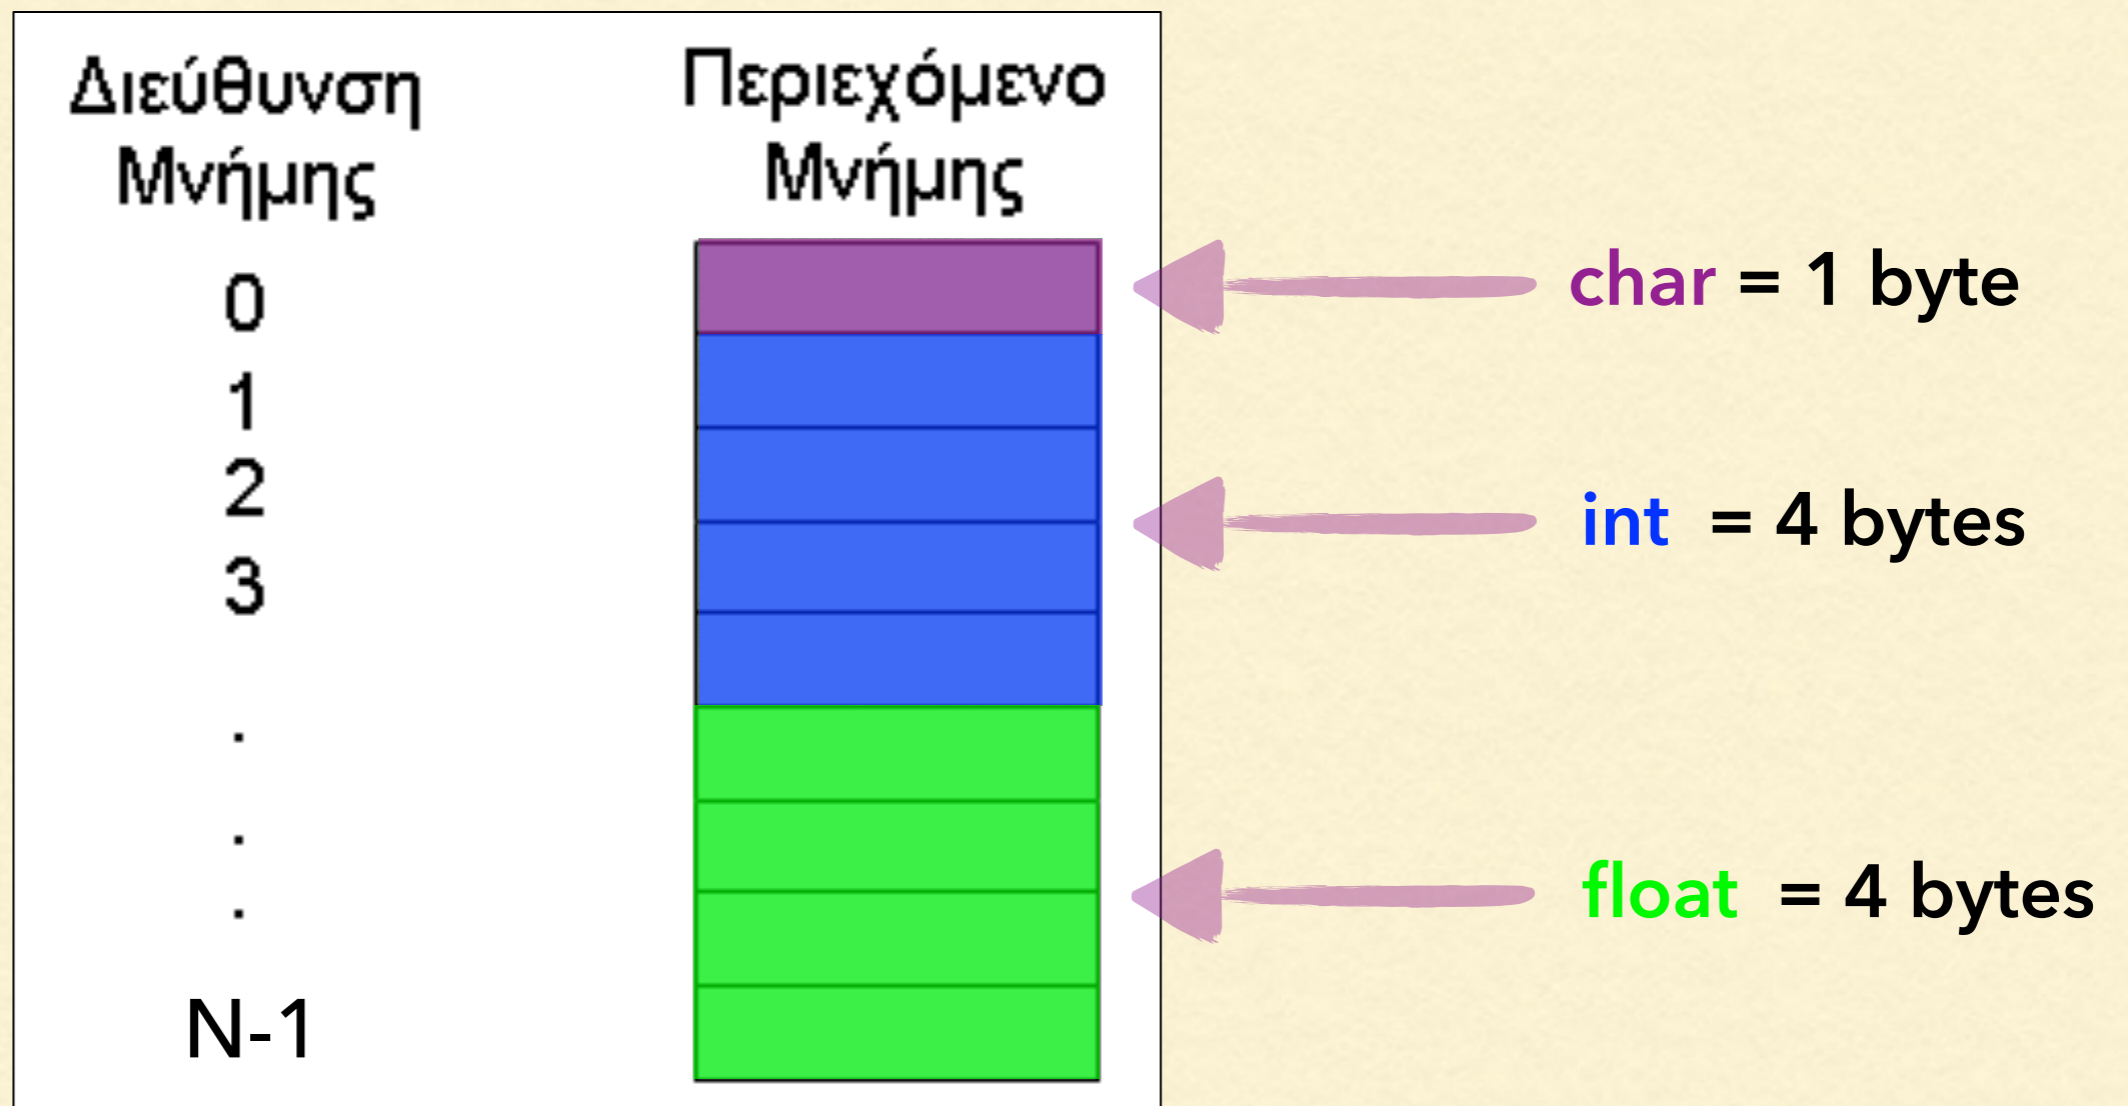 Διεύθυνση
Μνήμης
Περιεχόμενο
Μνήμης
0
1
2
3
.
.
.
N-1
char = 1 byte
int = 4 bytes
float = 4 bytes